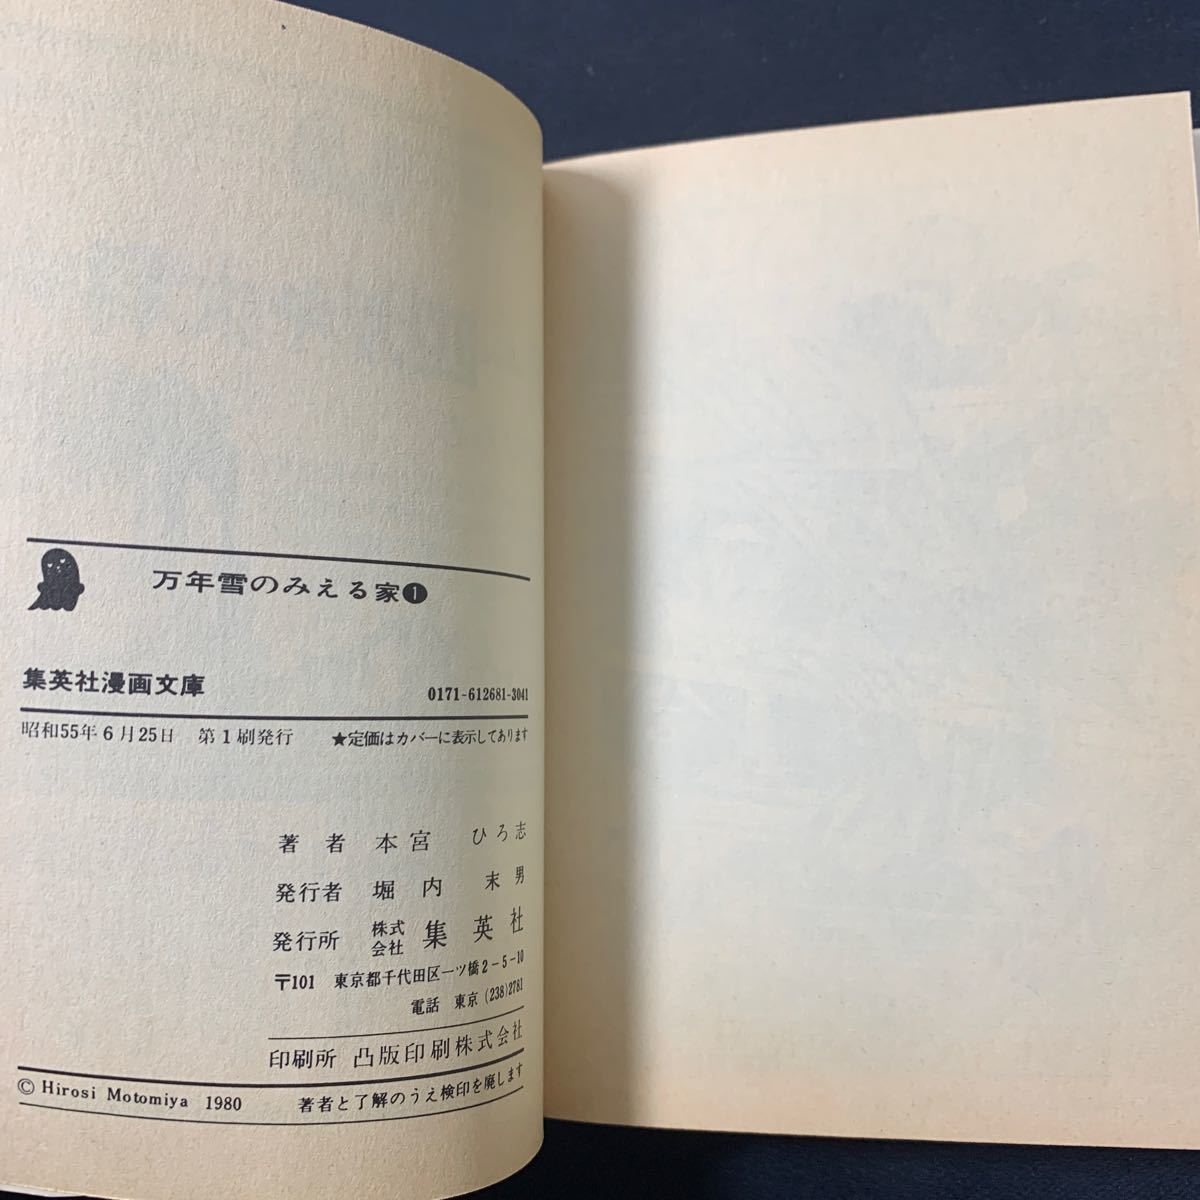 万年雪のみえる家❶
集英社漫画文庫 0171-612681-3041
昭和55年6月25日 第1刷発行 ★定価はカバーに表示してあります
著者 本宮 ひろ志
発行者 堀内 末男
発行所 株式会社 集英社
〒101 東京都千代田区一ツ橋2-5-10
電話 東京(238)2781
印刷所 凸版印刷株式会社
© Hirosi Motomiya 1980 著者と了解のうえ検印を廃します